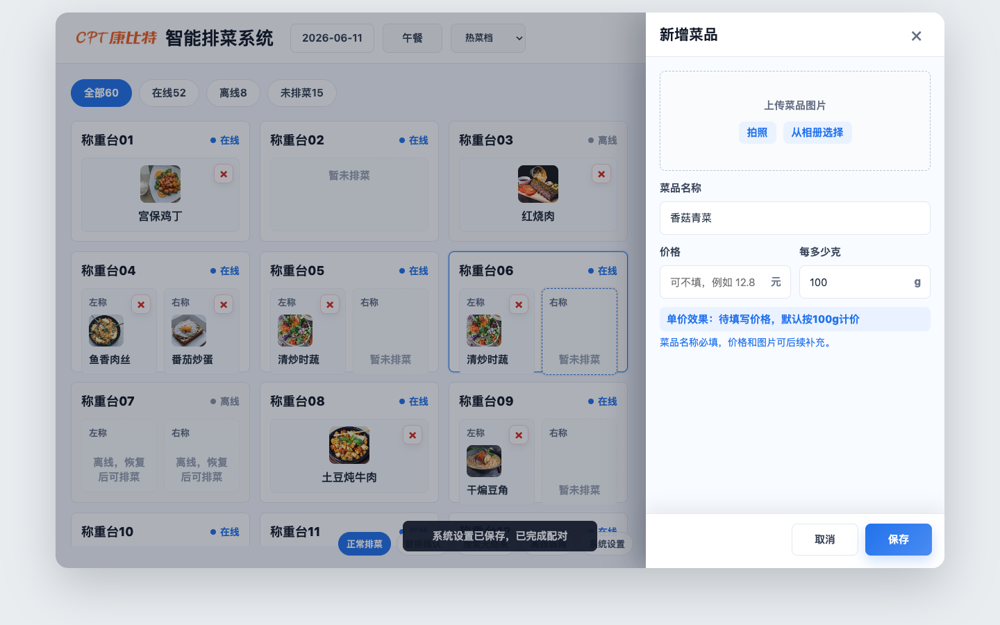 CPT 康比特 智能排菜系统 2026-06-11 午餐 热菜档
全部60 在线52 离线8 未排菜15
称重台01 在线
宫保鸡丁
称重台02 在线
暂未排菜
称重台03 离线
红烧肉
称重台04 在线
左称 右称
鱼香肉丝 番茄炒蛋
称重台05 在线
左称 右称
清炒时蔬 暂未排菜
称重台06 在线
左称 右称
清炒时蔬 暂未排菜
称重台07 离线
左称 右称
离线，恢复 离线，恢复
后可排菜 后可排菜
称重台08 在线
土豆炖牛肉
称重台09 在线
左称 右称
干煸豆角 暂未排菜
称重台10 在线
称重台11
在线
正常排菜
系统设置已保存，已完成配对
系统设置
新增菜品
上传菜品图片
拍照 从相册选择
菜品名称
香菇青菜
价格 每多少克
可不填，例如 12.8 元 100 g
单价效果：待填写价格，默认按100g计价
菜品名称必填，价格和图片可后续补充。
取消 保存